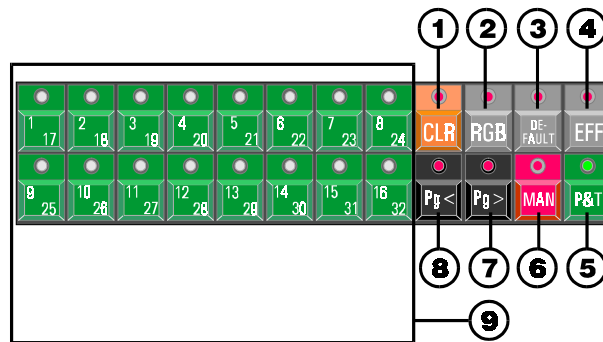 1 2 3 4
1 2 3 4 5 6 7 8 CLR RGB DE-FAULT EFF
17 18 19 20 21 22 23 24
9 10 11 12 13 14 15 16 Pg< Pg> MAN P&T
25 26 27 28 29 30 31 32
8 7 6 5
9